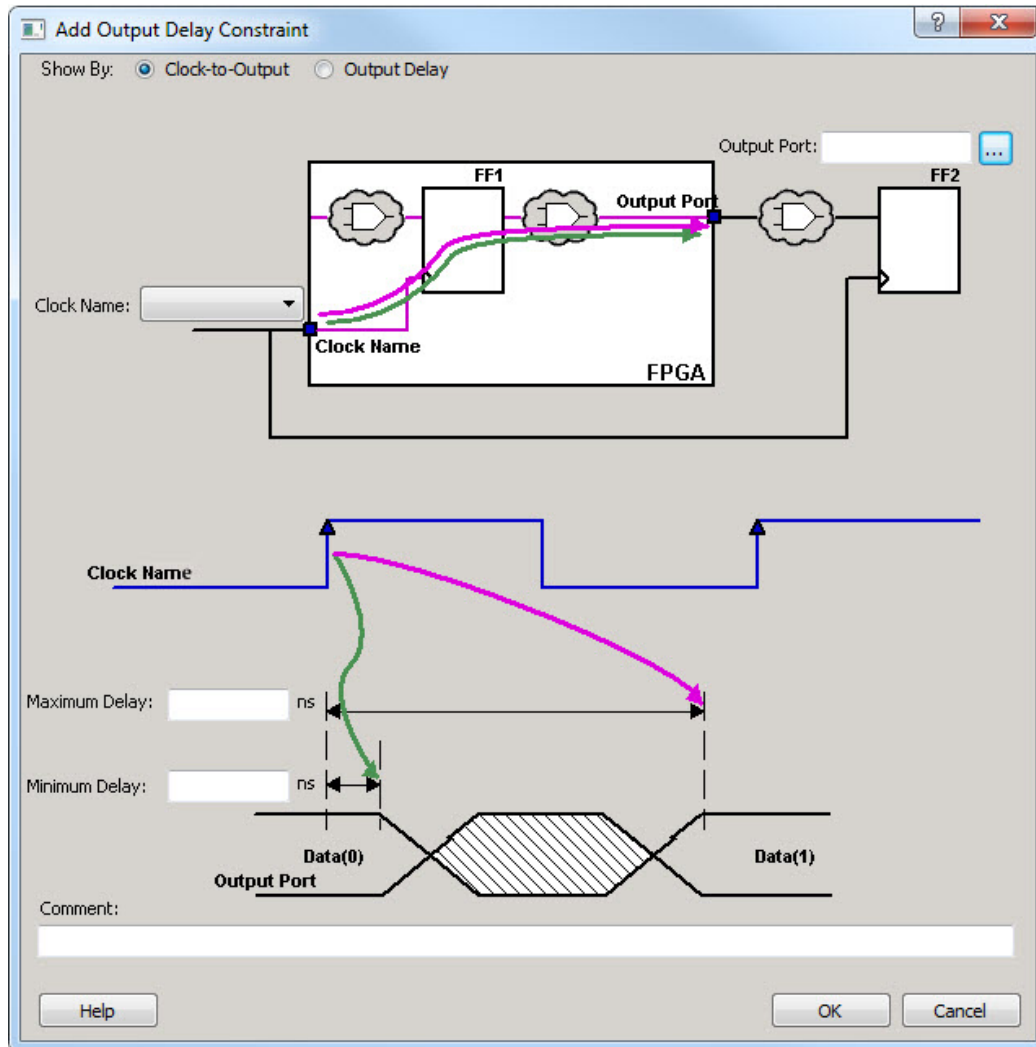 Add Output Delay Constraint
Show By: Clock-to-Output Output Delay
Output Port: ...
FF1 FF2
Output Port
Clock Name:
Clock Name
FPGA
Clock Name
Maximum Delay: ns
Minimum Delay: ns
Data(0) Data(1)
Output Port
Comment:
Help OK Cancel